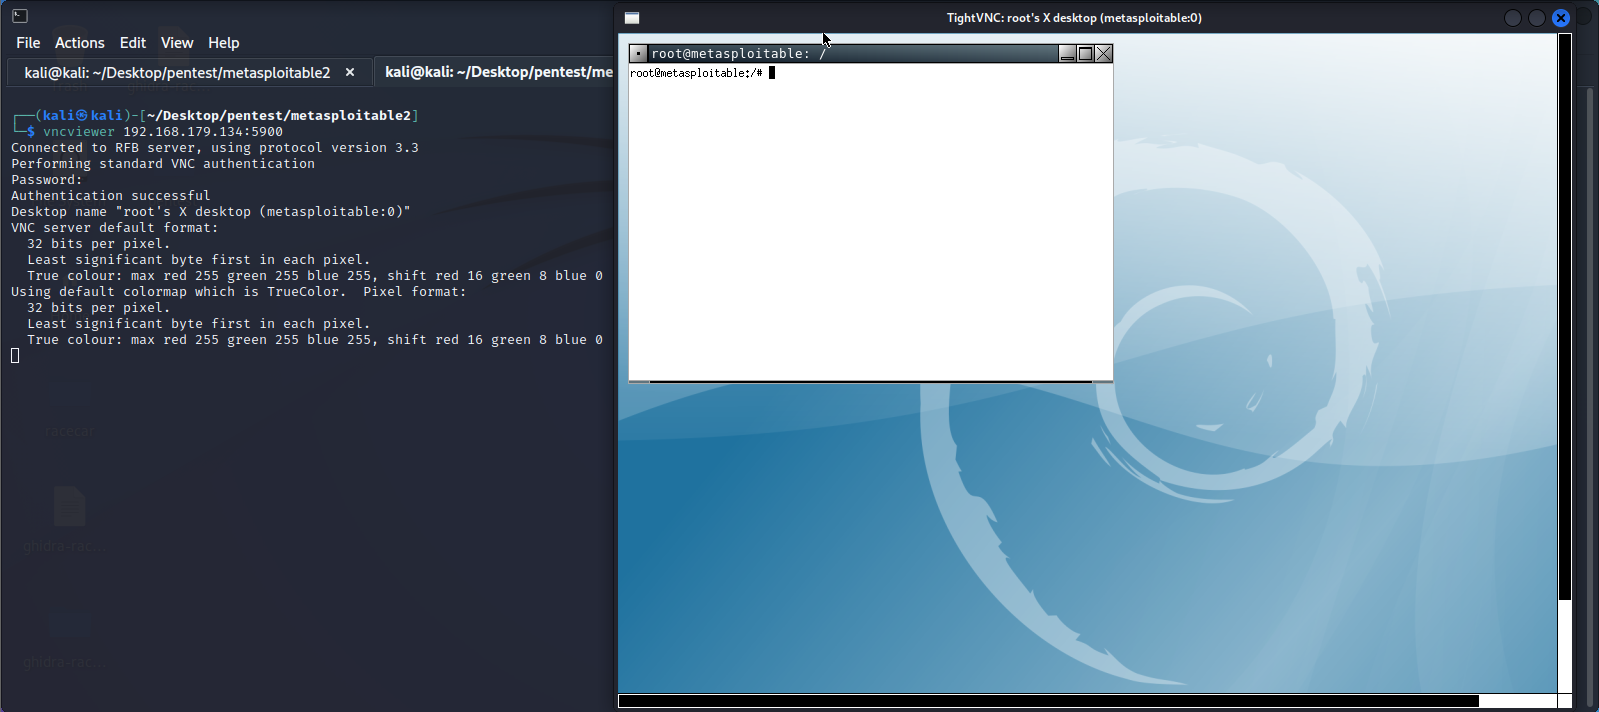 File Actions Edit View Help
kali@kali: ~/Desktop/pentest/metasploitable2 ×
kali@kali: ~/Desktop/pentest/me
┌──(kali㉿kali)-[~/Desktop/pentest/metasploitable2]
└─$ vncviewer 192.168.179.134:5900
Connected to RFB server, using protocol version 3.3
Performing standard VNC authentication
Password:
Authentication successful
Desktop name "root's X desktop (metasploitable:0)"
VNC server default format:
32 bits per pixel.
Least significant byte first in each pixel.
True colour: max red 255 green 255 blue 255, shift red 16 green 8 blue 0
Using default colormap which is TrueColor. Pixel format:
32 bits per pixel.
Least significant byte first in each pixel.
True colour: max red 255 green 255 blue 255, shift red 16 green 8 blue 0
racecar
ghidra-rac...
ghidra-rac...
TightVNC: root's X desktop (metasploitable:0)
root@metasploitable: /
root@metasploitable:/#